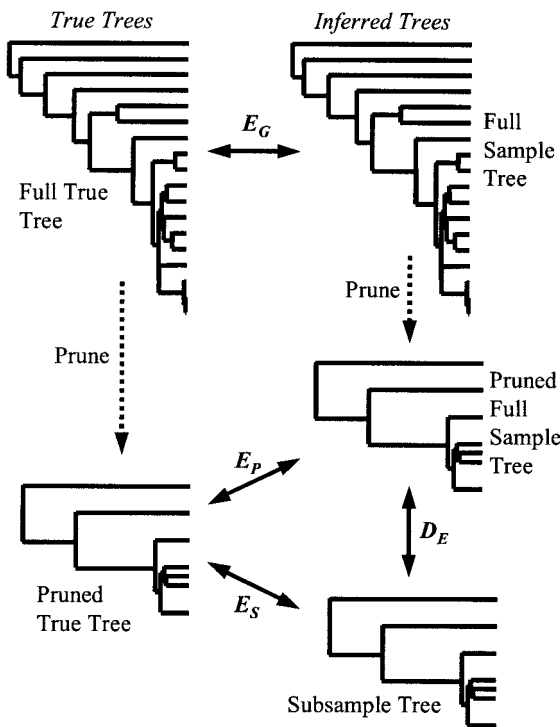 True Trees
Inferred Trees
E_G
Full
Sample
Tree
Full True
Tree
Prune
Prune
Pruned
Full
Sample
Tree
E_P
D_E
E_S
Pruned
True Tree
Subsample Tree